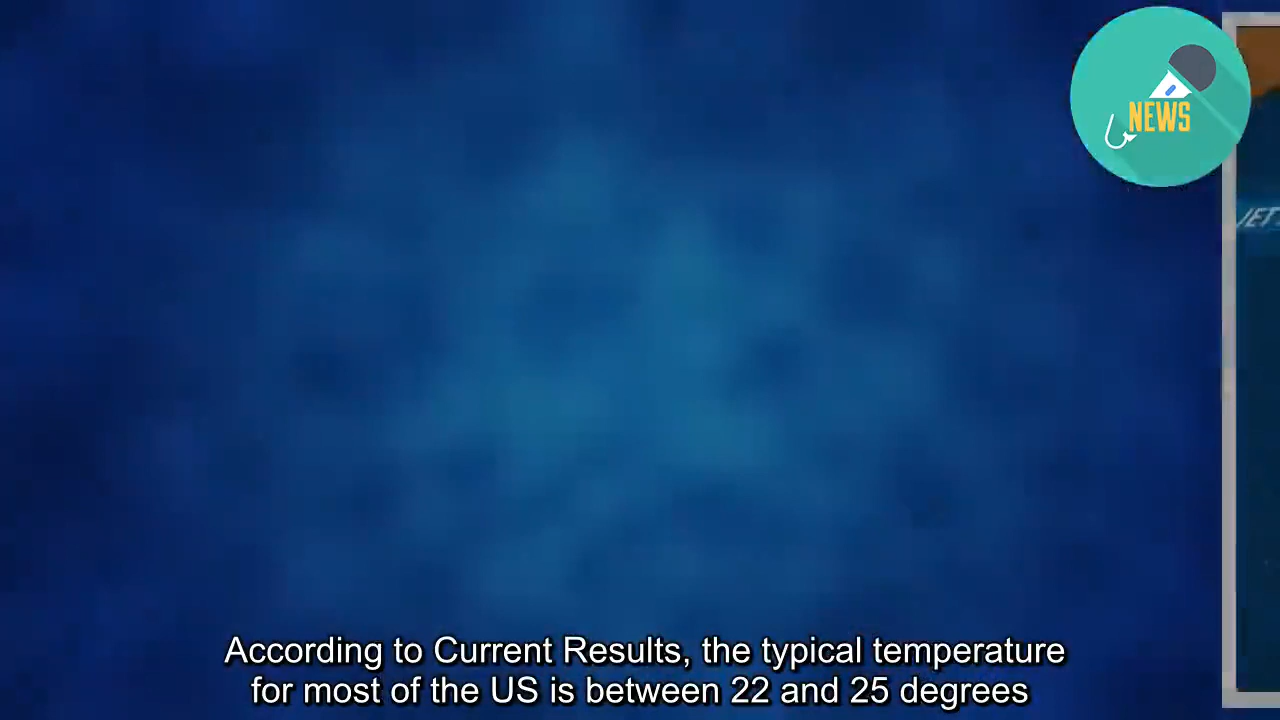 NEWS
JET
According to Current Results, the typical temperature
for most of the US is between 22 and 25 degrees